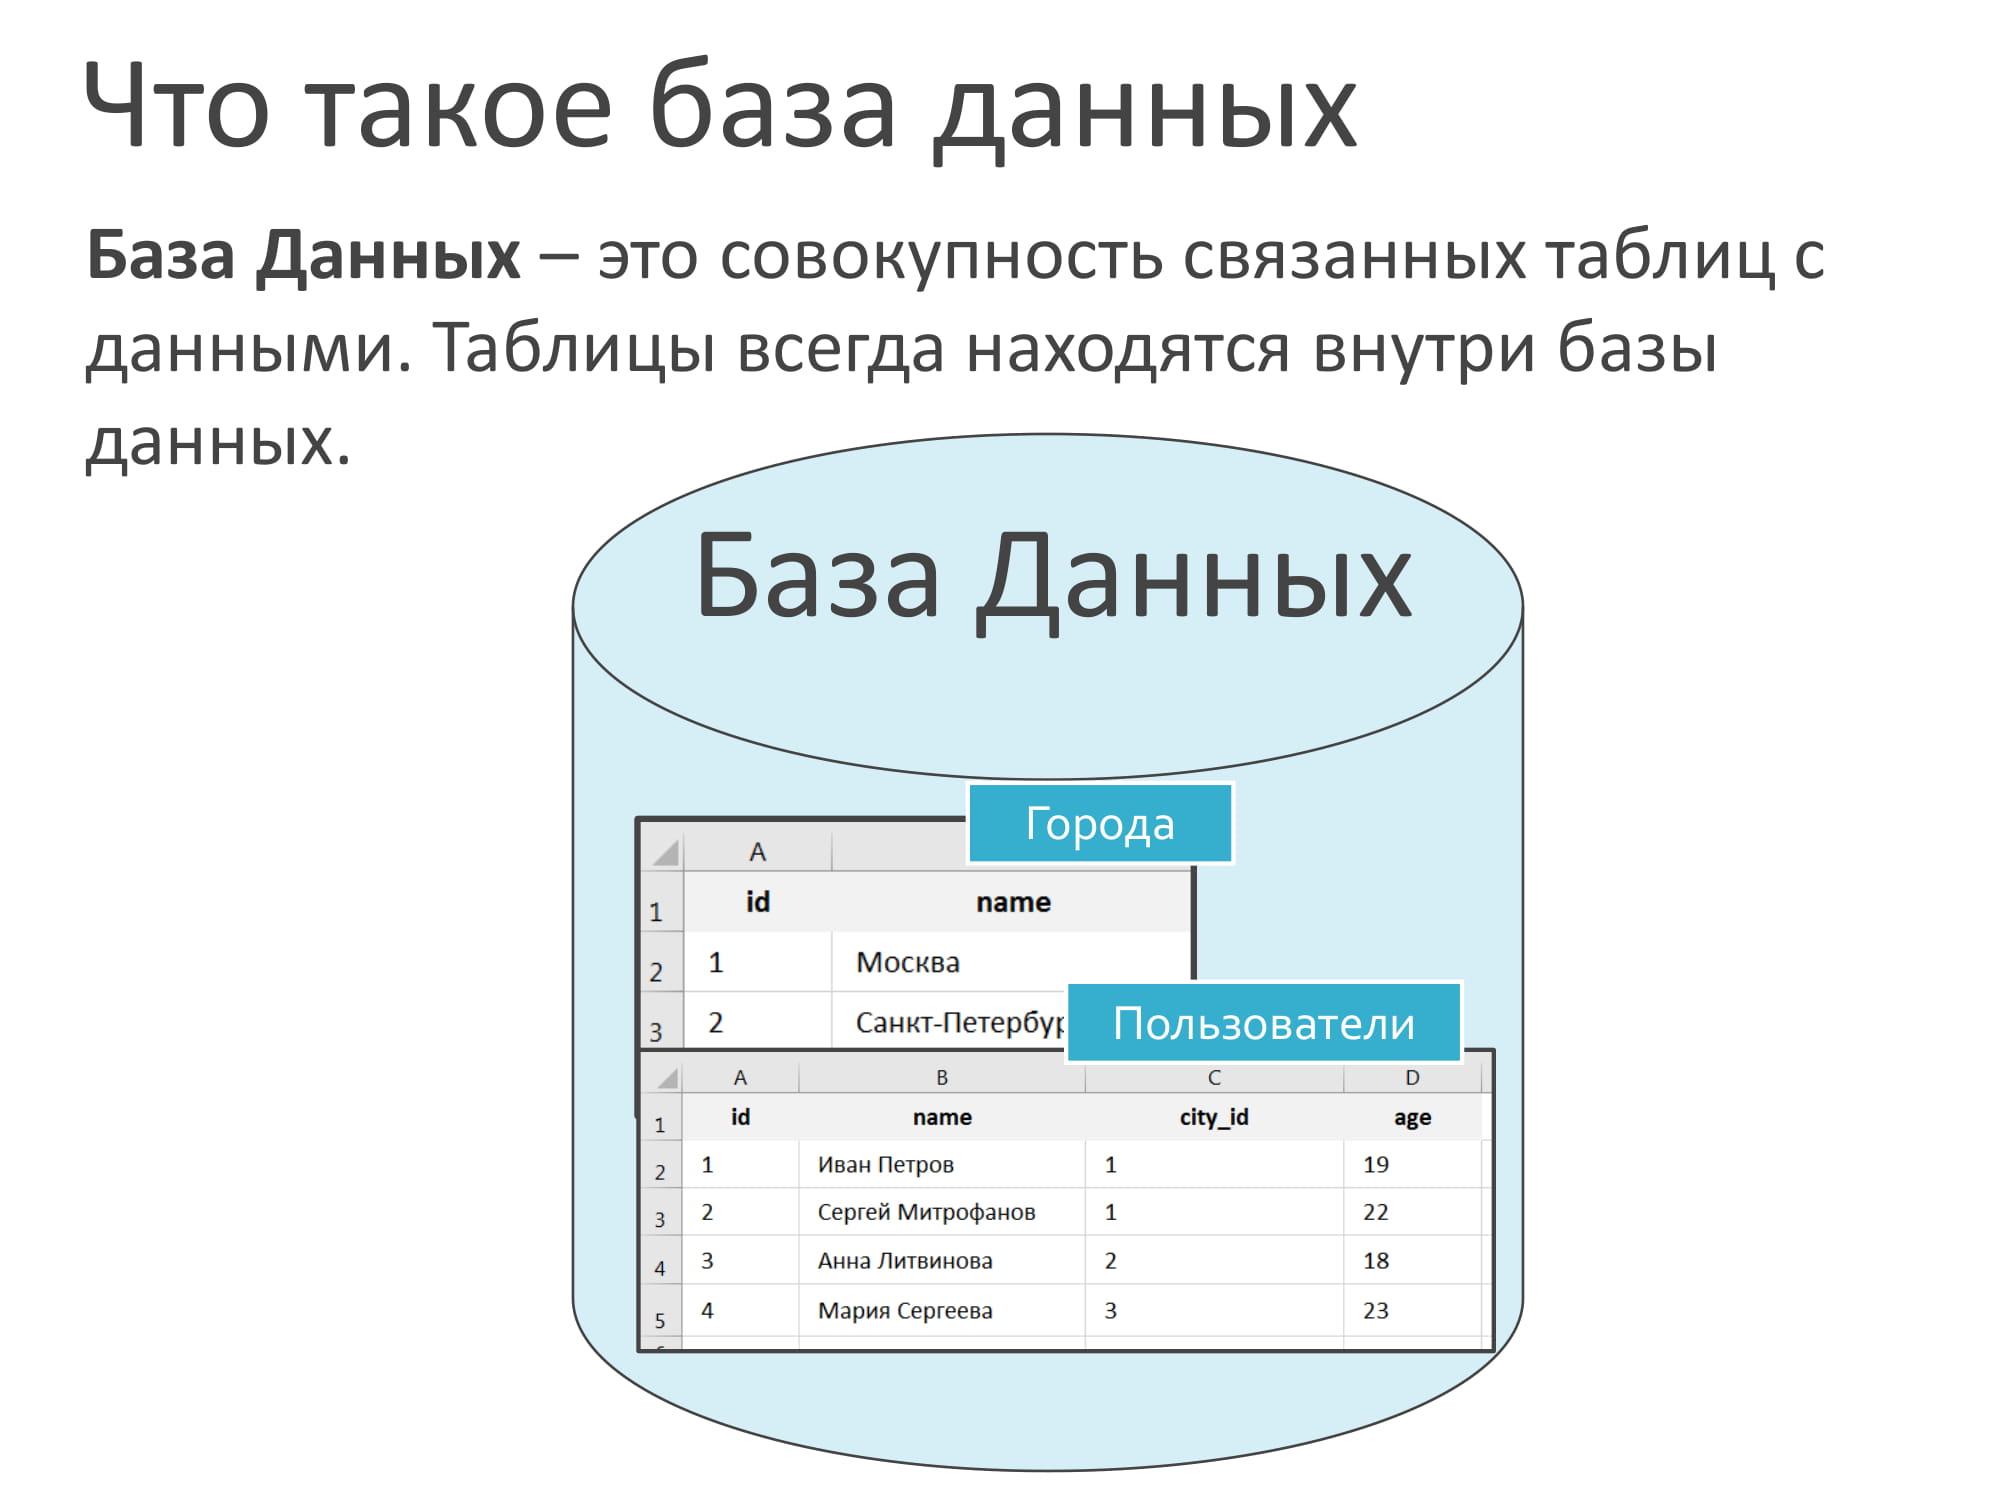 Что такое база данных
База Данных – это совокупность связанных таблиц с
данными. Таблицы всегда находятся внутри базы
данных.
База Данных
Города
A
1 id name
2 1 Москва
3 2
Пользователи
A B C D
1 id name city_id age
2 1 Иван Петров 1 19
3 2 Сергей Митрофанов 1 22
4 3 Анна Литвинова 2 18
5 4 Мария Сергеева 3 23